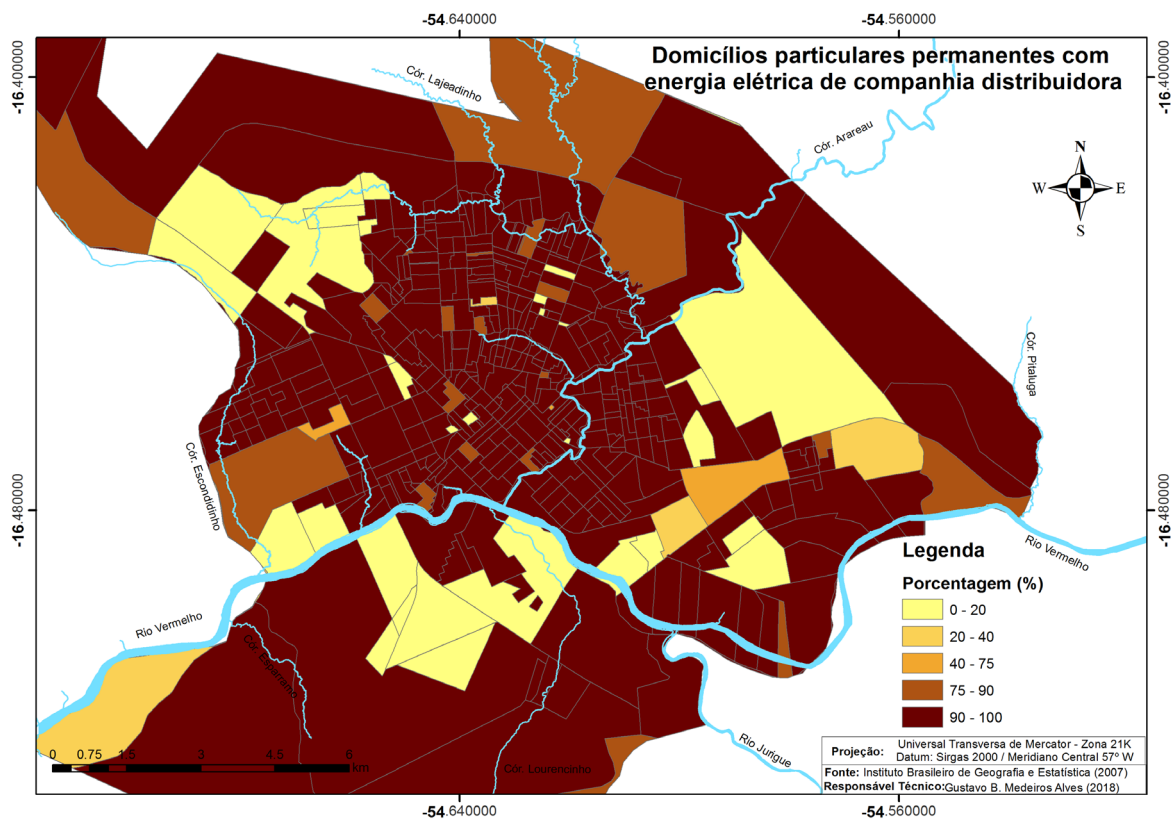 -54.640000
-54.560000
Domicílios particulares permanentes com
energia elétrica de companhia distribuidora
-16.400000
-16.400000
Cór. Lajeadinho
Cór. Arareau
N
W E
S
Cór. Pitaluga
Cór. Escondidinho
-16.480000
-16.480000
Rio Vermelho
Rio Vermelho
Cór. Esparramo
Legenda
Porcentagem (%)
0 - 20
20 - 40
40 - 75
75 - 90
90 - 100
0 0.75 1.5 3 4.5 6
km
Cór. Lourencinho
Rio Jurigue
Projeção: Universal Transversa de Mercator - Zona 21K
Datum: Sirgas 2000 / Meridiano Central 57º W
Fonte: Instituto Brasileiro de Geografia e Estatística (2007)
Responsável Técnico:Gustavo B. Medeiros Alves (2018)
-54.640000
-54.560000